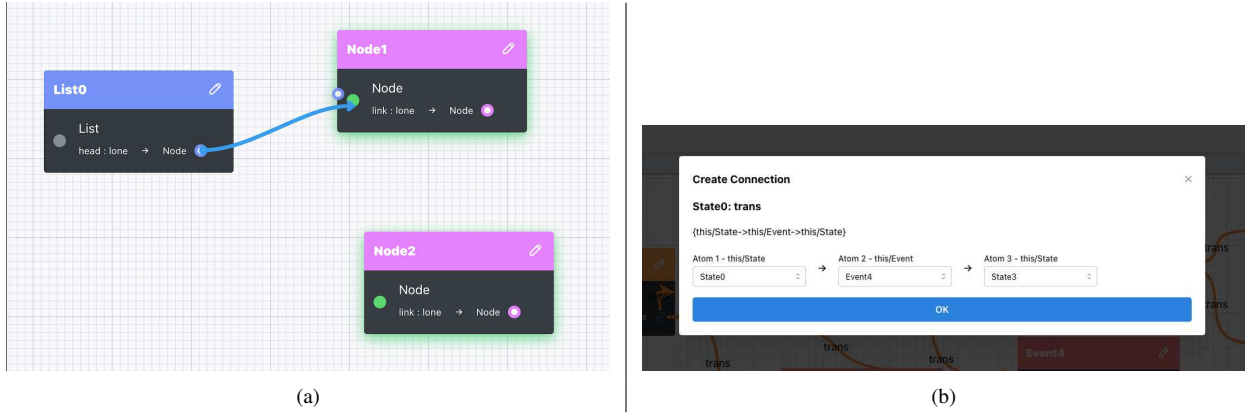 List0
List
head : lone → Node
Node1
Node
link : lone → Node
Node2
Node
link : lone → Node
(a)
Create Connection
×
State0: trans
{this/State->this/Event->this/State}
Atom 1 - this/State → Atom 2 - this/Event → Atom 3 - this/State
State0 Event4 State3
OK
trans
trans
trans
trans
trans
Event4
(b)